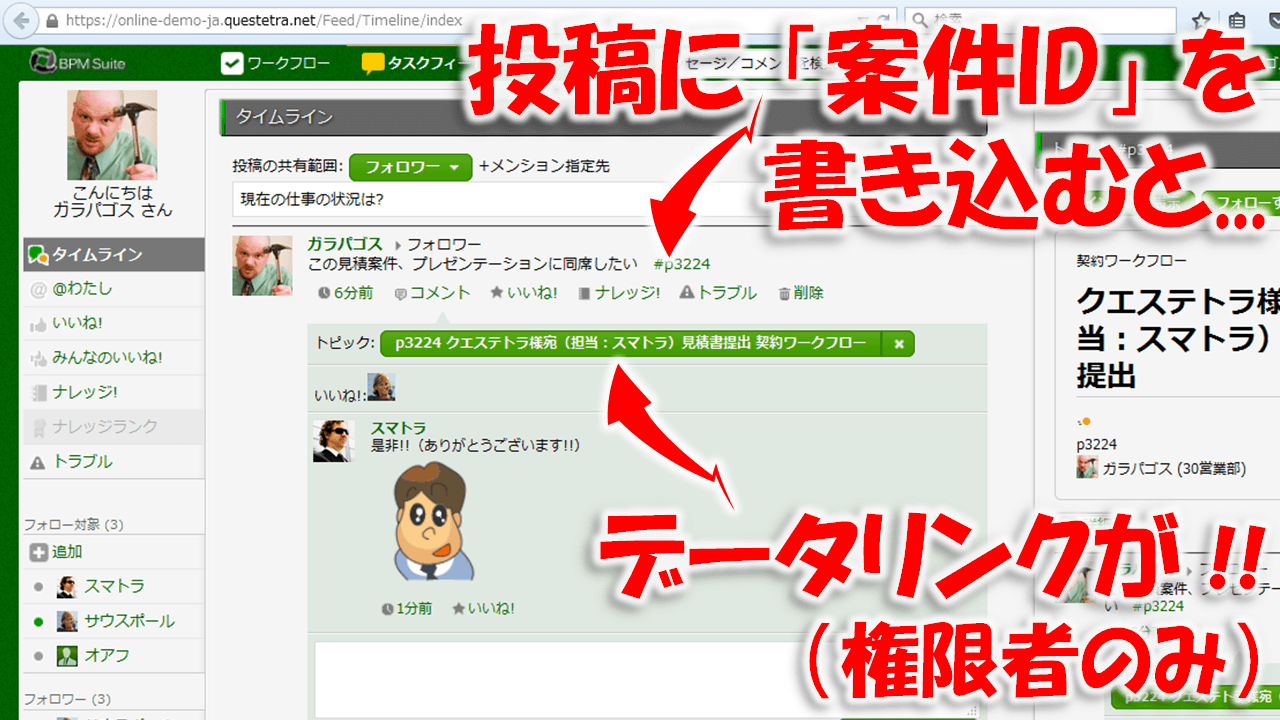 https://online-demo-ja.questetra.net/Feed/Timeline/index
検索
BPM Suite
ワークフロー
タスクフィー
セージ/コメン
投稿に「案件ID」を
書き込むと...
こんにちは
ガラパゴス さん
タイムライン
@わたし
いいね!
みんなのいいね!
ナレッジ!
ナレッジランク
トラブル
フォロー対象 (3)
追加
スマトラ
サウスポール
オアフ
フォロワー (3)
タイムライン
投稿の共有範囲: フォロワー +メンション指定先
現在の仕事の状況は?
ガラパゴス フォロワー
この見積案件、プレゼンテーションに同席したい #p3224
6分前 コメント いいね! ナレッジ! トラブル 削除
トピック: p3224 クエステトラ様宛（担当：スマトラ）見積書提出 契約ワークフロー ×
いいね!:
スマトラ
是非!!（ありがとうございます!!）
1分前 いいね!
データリンクが!!
（権限者のみ）
フォローす
契約ワークフロー
クエステトラ様
当：スマトラ）
提出
p3224
ガラパゴス (30営業部)
#p3224